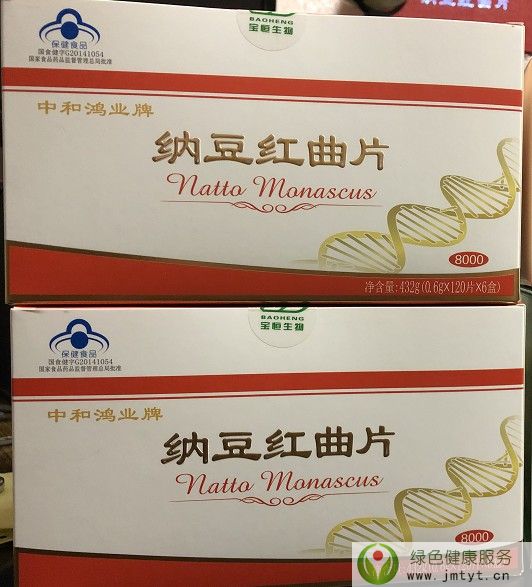 BAOHENG
宝恒生物
保健食品
国食健字G20141054
国家食品药品监督管理总局批准
中和鸿业牌
纳豆红曲片
Natto Monascus
8000
净含量:432g(0.6g×120片×6盒)
BAOHENG
宝恒生物
保健食品
国食健字G20141054
国家食品药品监督管理总局批准
中和鸿业牌
纳豆红曲片
Natto Monascus
8000
绿色健康服务
www.jmtyt.cn